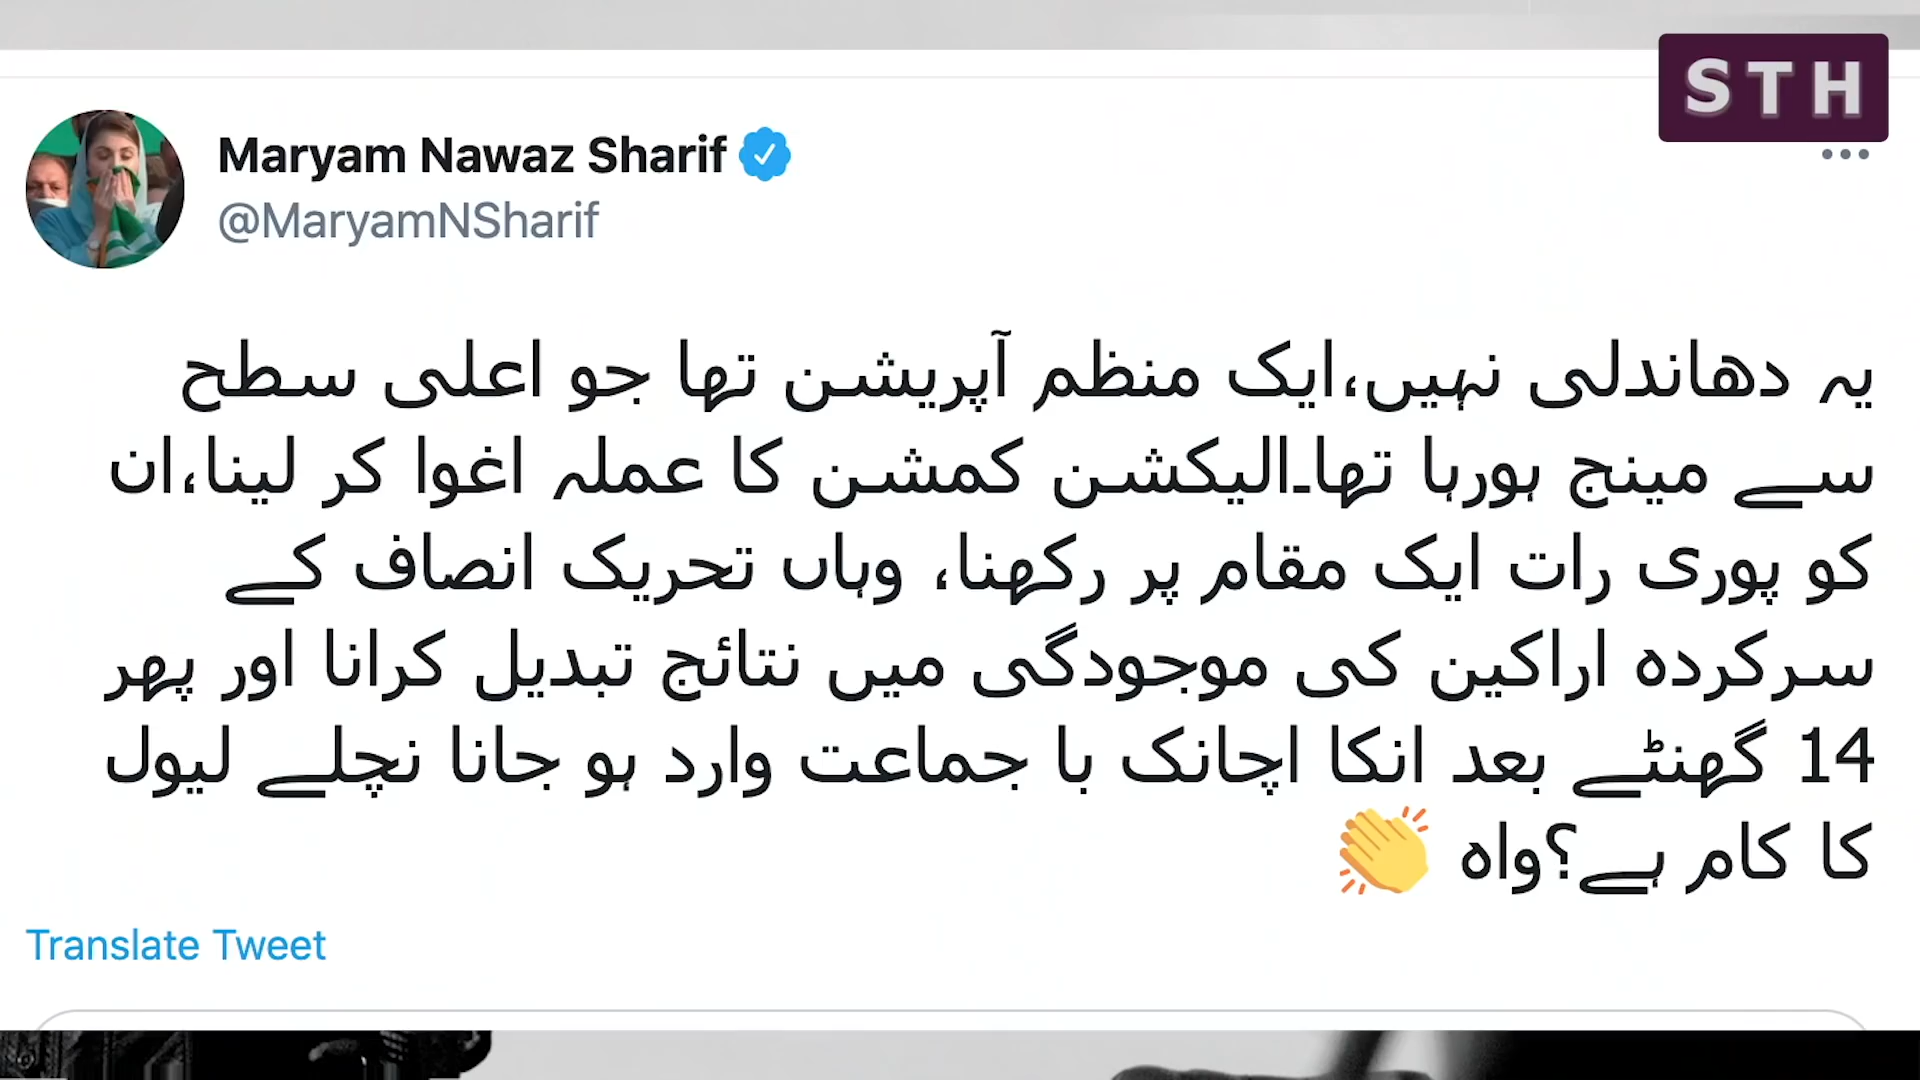 STH
Maryam Nawaz Sharif
@MaryamNSharif
یہ دھاندلی نہیں،ایک منظم آپریشن تھا جو اعلی سطح
سے مینج ہورہا تھا۔الیکشن کمشن کا عملہ اغوا کر لینا،ان
کو پوری رات ایک مقام پر رکھنا، وہاں تحریک انصاف کے
سرکردہ اراکین کی موجودگی میں نتائج تبدیل کرانا اور پھر
14 گھنٹے بعد انکا اچانک با جماعت وارد ہو جانا نچلے لیول
کا کام ہے؟واہ 👏
Translate Tweet